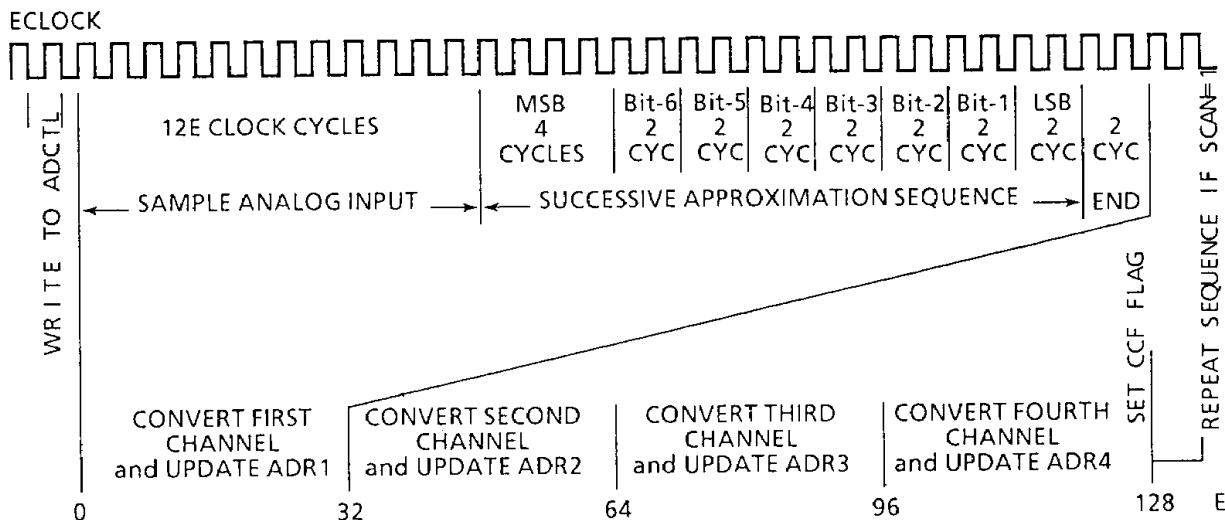 ECLOCK
WRITE TO ADCTL
12E CLOCK CYCLES
MSB
4
CYCLES
Bit-6
2
CYC
Bit-5
2
CYC
Bit-4
2
CYC
Bit-3
2
CYC
Bit-2
2
CYC
Bit-1
2
CYC
LSB
2
CYC
2
CYC
SAMPLE ANALOG INPUT
SUCCESSIVE APPROXIMATION SEQUENCE
END
SET CCF FLAG
REPEAT SEQUENCE IF SCAN=1
CONVERT FIRST
CHANNEL
and UPDATE ADR1
CONVERT SECOND
CHANNEL
and UPDATE ADR2
CONVERT THIRD
CHANNEL
and UPDATE ADR3
CONVERT FOURTH
CHANNEL
and UPDATE ADR4
0
32
64
96
128
E